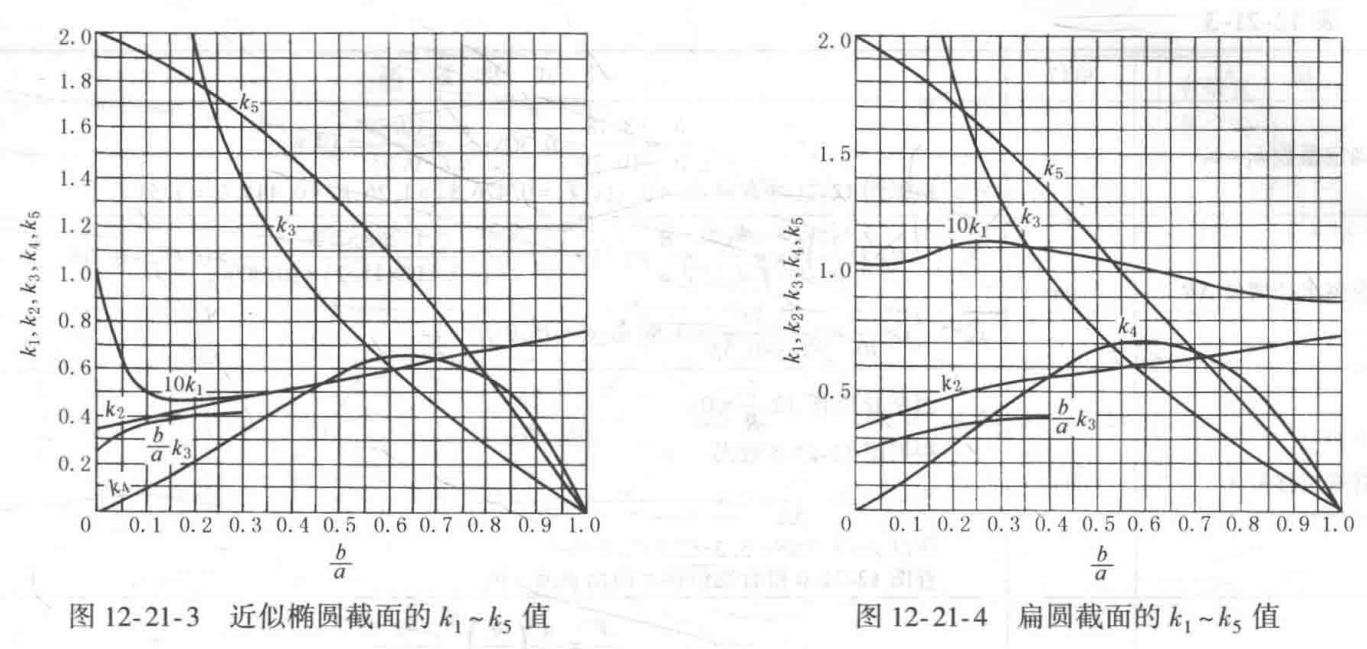 2.0
1.8
1.6
1.4
1.2
1.0
0.8
0.6
0.4
0.2
k₁,k₂,k₃,k₄,k₅
k₅
k₃
10k₁
k₂
b/a k₃
k₄
0 0.1 0.2 0.3 0.4 0.5 0.6 0.7 0.8 0.9 1.0
b/a
图 12-21-3 近似椭圆截面的 k₁~k₅ 值
2.0
1.5
1.0
0.5
k₁,k₂,k₃,k₄,k₅
k₅
k₃
10k₁
k₄
k₂
b/a k₃
0 0.1 0.2 0.3 0.4 0.5 0.6 0.7 0.8 0.9 1.0
b/a
图 12-21-4 扁圆截面的 k₁~k₅ 值